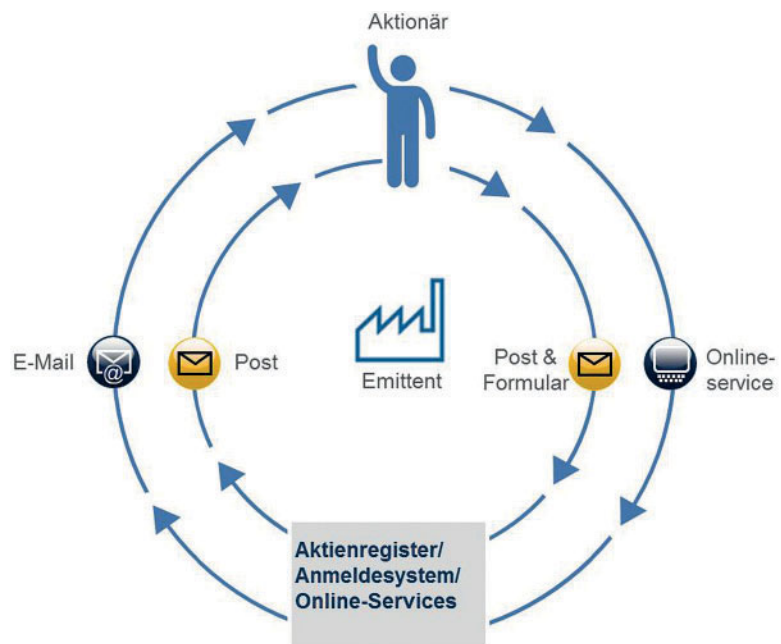 Aktionär
E-Mail
@
Post
Emittent
Post &
Formular
Online-
service
Aktienregister/
Anmeldesystem/
Online-Services